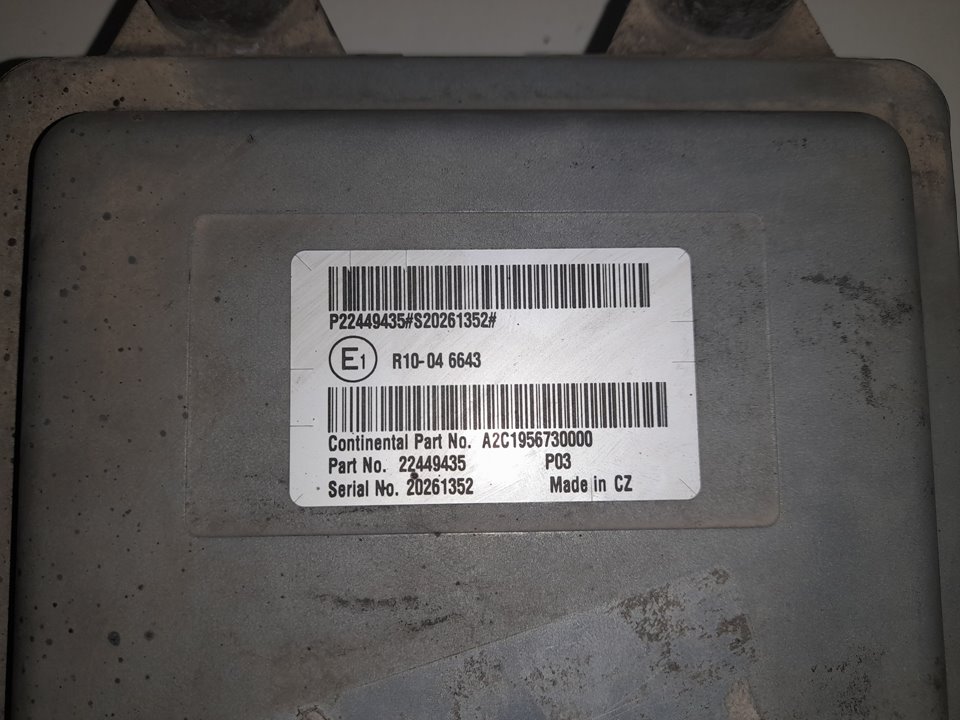 P22449435#S20261352#
E1 R10-04 6643
Continental Part No. A2C1956730000
Part No. 22449435 P03
Serial No. 20261352 Made in CZ